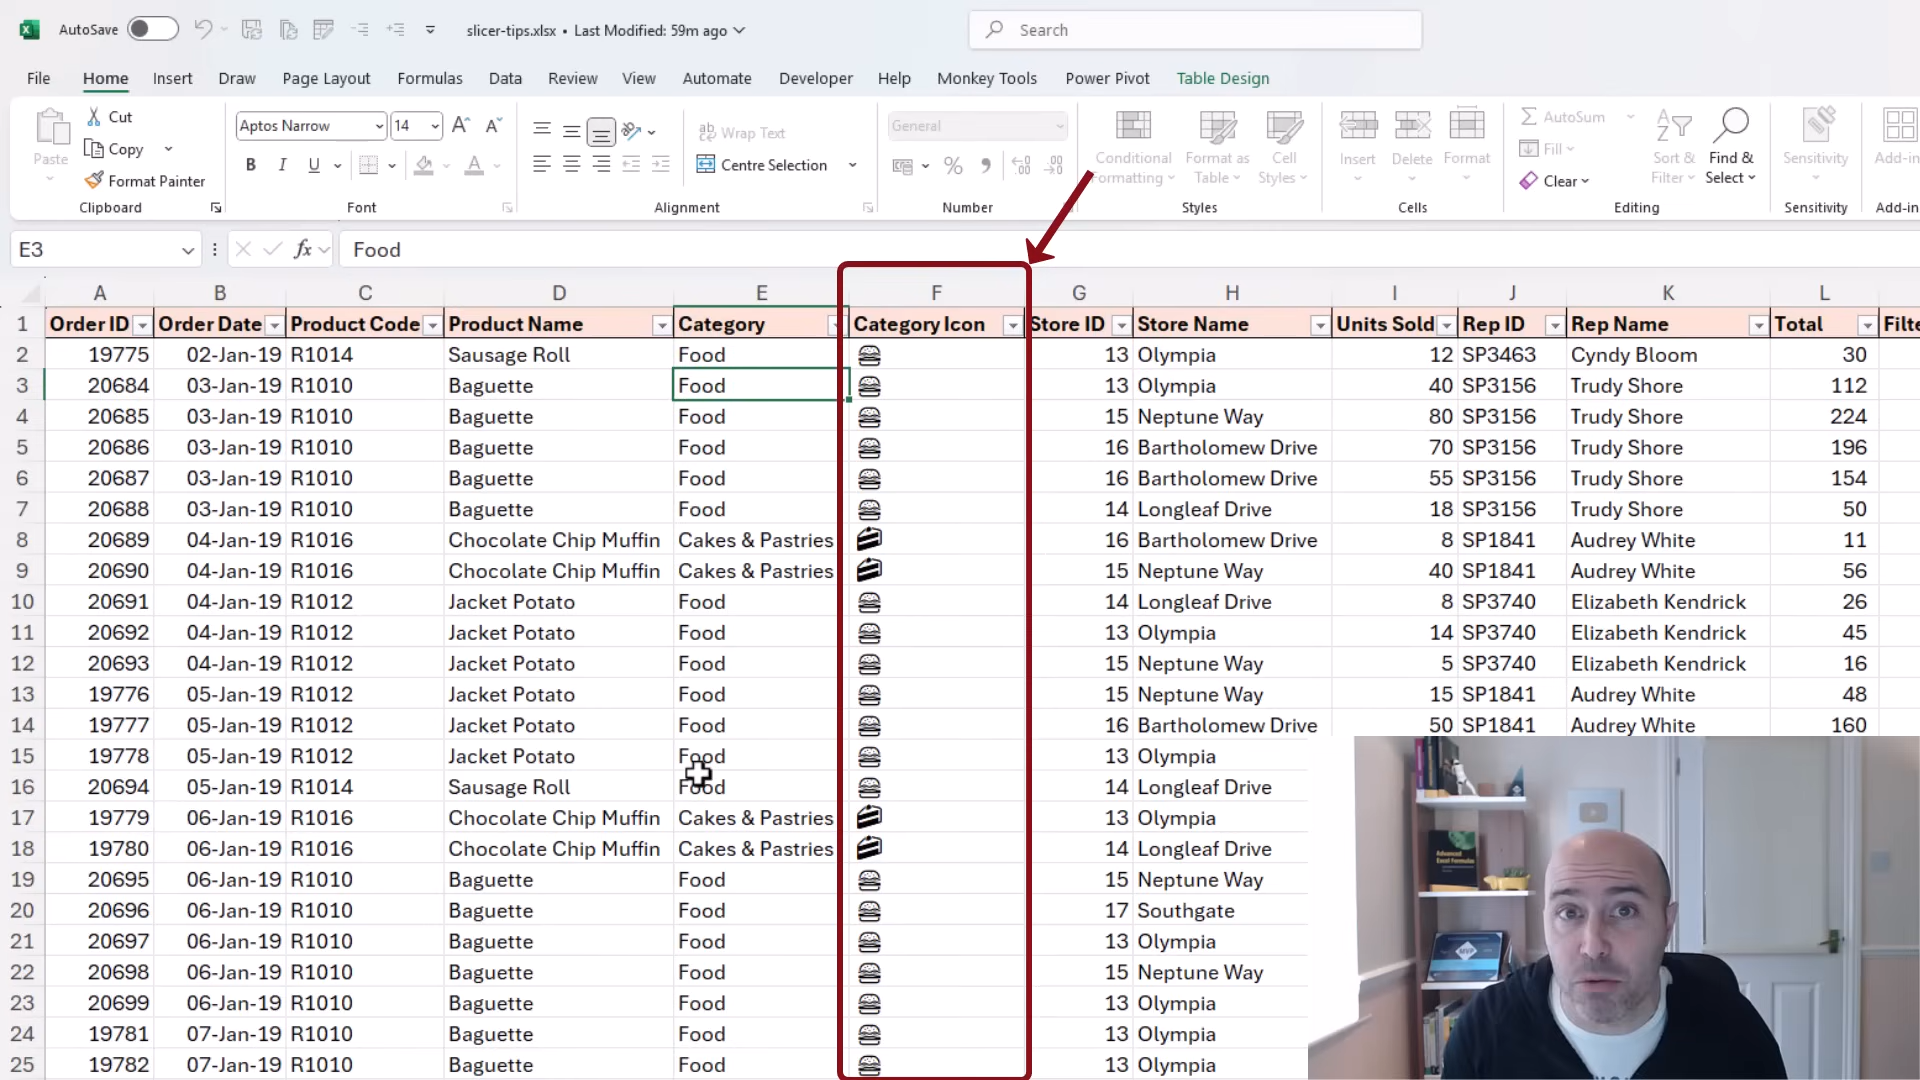 AutoSave slicer-tips.xlsx • Last Modified: 59m ago Search
File Home Insert Draw Page Layout Formulas Data Review View Automate Developer Help Monkey Tools Power Pivot Table Design
Paste Cut Copy Format Painter Clipboard
Aptos Narrow 14 B I U A Font
ab Wrap Text Centre Selection Alignment
General % Number
Conditional Formatting Format as Table Cell Styles Styles
Insert Delete Format Cells
AutoSum Fill Clear Sort & Filter Find & Select Editing
Sensitivity Sensitivity
Add-in Add-in
E3 fx Food
A B C D E F G H I J K L
1 Order ID Order Date Product Code Product Name Category Category Icon Store ID Store Name Units Sold Rep ID Rep Name Total Filte
2 19775 02-Jan-19 R1014 Sausage Roll Food 13 Olympia 12 SP3463 Cyndy Bloom 30
3 20684 03-Jan-19 R1010 Baguette Food 13 Olympia 40 SP3156 Trudy Shore 112
4 20685 03-Jan-19 R1010 Baguette Food 15 Neptune Way 80 SP3156 Trudy Shore 224
5 20686 03-Jan-19 R1010 Baguette Food 16 Bartholomew Drive 70 SP3156 Trudy Shore 196
6 20687 03-Jan-19 R1010 Baguette Food 16 Bartholomew Drive 55 SP3156 Trudy Shore 154
7 20688 03-Jan-19 R1010 Baguette Food 14 Longleaf Drive 18 SP3156 Trudy Shore 50
8 20689 04-Jan-19 R1016 Chocolate Chip Muffin Cakes & Pastries 16 Bartholomew Drive 8 SP1841 Audrey White 11
9 20690 04-Jan-19 R1016 Chocolate Chip Muffin Cakes & Pastries 15 Neptune Way 40 SP1841 Audrey White 56
10 20691 04-Jan-19 R1012 Jacket Potato Food 14 Longleaf Drive 8 SP3740 Elizabeth Kendrick 26
11 20692 04-Jan-19 R1012 Jacket Potato Food 13 Olympia 14 SP3740 Elizabeth Kendrick 45
12 20693 04-Jan-19 R1012 Jacket Potato Food 15 Neptune Way 5 SP3740 Elizabeth Kendrick 16
13 19776 05-Jan-19 R1012 Jacket Potato Food 15 Neptune Way 15 SP1841 Audrey White 48
14 19777 05-Jan-19 R1012 Jacket Potato Food 16 Bartholomew Drive 50 SP1841 Audrey White 160
15 19778 05-Jan-19 R1012 Jacket Potato Food 13 Olympia
16 20694 05-Jan-19 R1014 Sausage Roll Food 14 Longleaf Drive
17 19779 06-Jan-19 R1016 Chocolate Chip Muffin Cakes & Pastries 13 Olympia
18 19780 06-Jan-19 R1016 Chocolate Chip Muffin Cakes & Pastries 14 Longleaf Drive
19 20695 06-Jan-19 R1010 Baguette Food 15 Neptune Way
20 20696 06-Jan-19 R1010 Baguette Food 17 Southgate
21 20697 06-Jan-19 R1010 Baguette Food 13 Olympia
22 20698 06-Jan-19 R1010 Baguette Food 15 Neptune Way
23 20699 06-Jan-19 R1010 Baguette Food 13 Olympia
24 19781 07-Jan-19 R1010 Baguette Food 13 Olympia
25 19782 07-Jan-19 R1010 Baguette Food 13 Olympia
Advanced
Excel Formulas
MVP